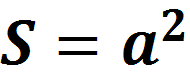 S = a²